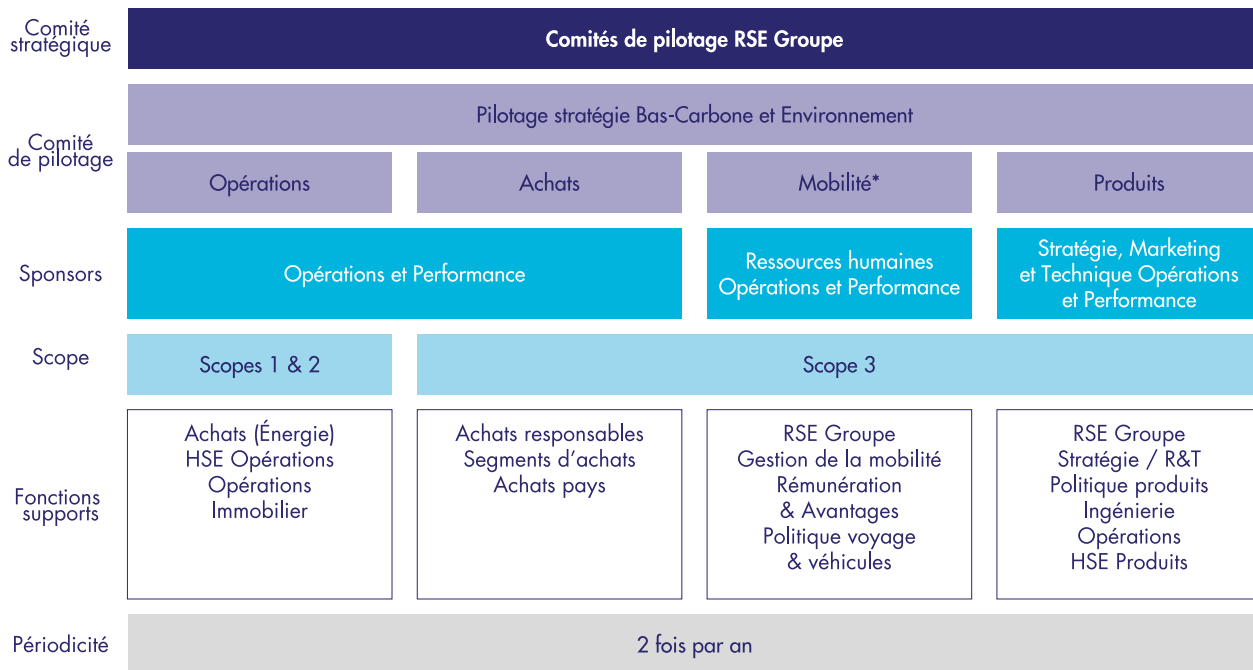 Comité
stratégique
Comités de pilotage RSE Groupe
Comité
de pilotage
Pilotage stratégie Bas-Carbone et Environnement
Opérations
Achats
Mobilité*
Produits
Sponsors
Opérations et Performance
Ressources humaines
Opérations et Performance
Stratégie, Marketing
et Technique Opérations
et Performance
Scope
Scopes 1 & 2
Scope 3
Fonctions
supports
Achats (Énergie)
HSE Opérations
Opérations
Immobilier
Achats responsables
Segments d’achats
Achats pays
RSE Groupe
Gestion de la mobilité
Rémunération
& Avantages
Politique voyage
& véhicules
RSE Groupe
Stratégie / R&T
Politique produits
Ingénierie
Opérations
HSE Produits
Périodicité
2 fois par an